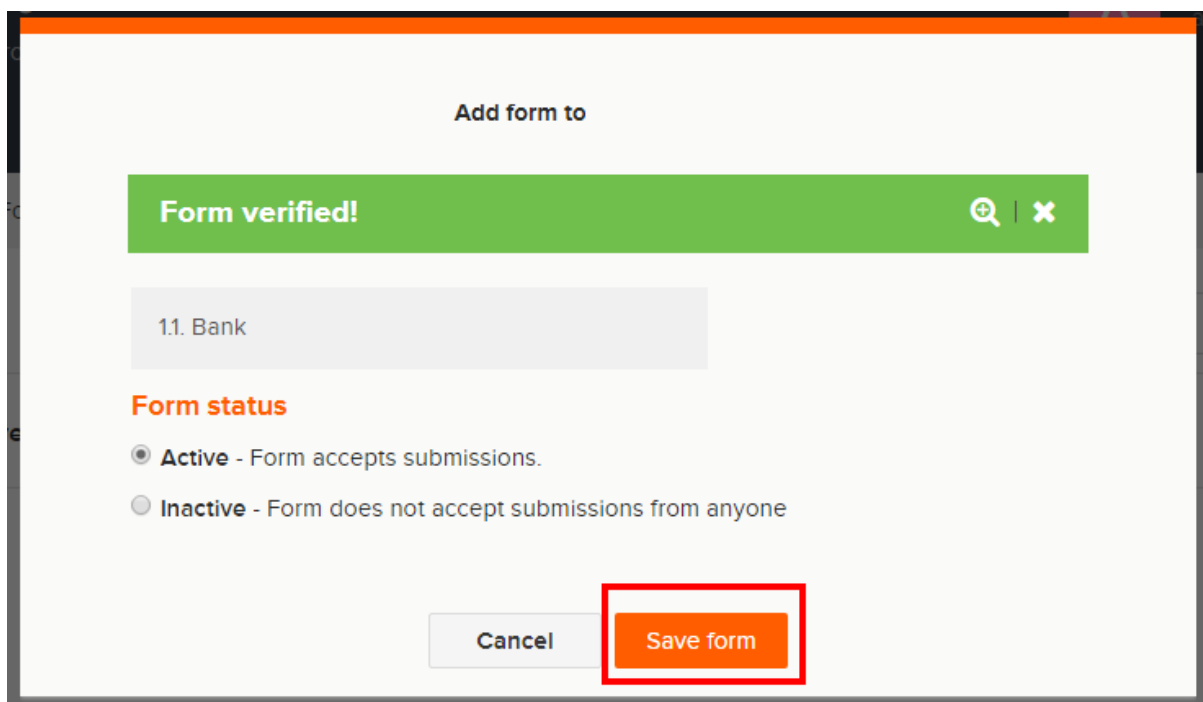 Add form to
Form verified!
1.1. Bank
Form status
Active - Form accepts submissions.
Inactive - Form does not accept submissions from anyone
Cancel Save form